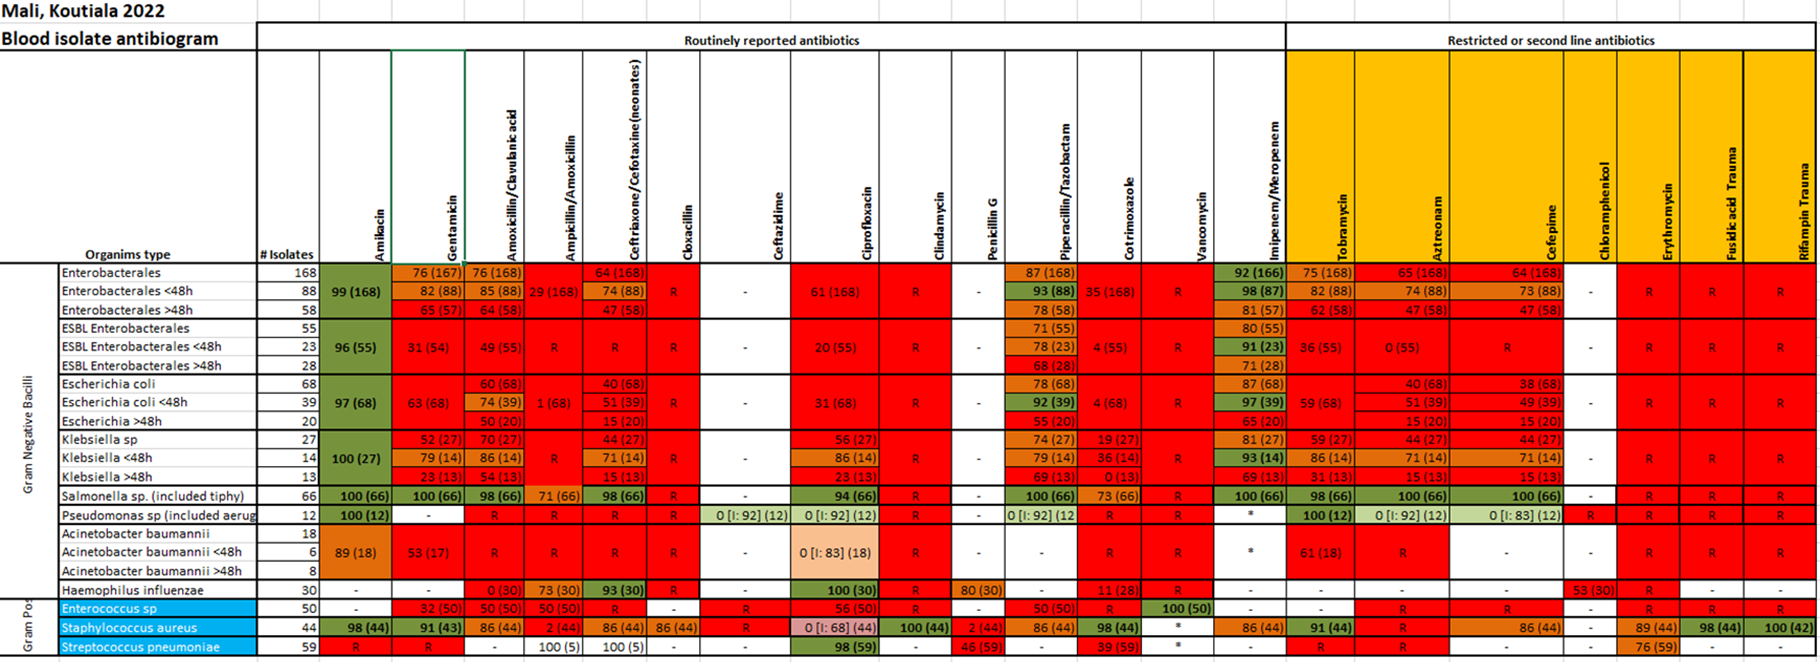 Mali, Koutiala 2022
Blood isolate antibiogram
Routinely reported antibiotics
Restricted or second line antibiotics
Organims type
# Isolates
Amikacin
Gentamicin
Amoxicillin/Clavulanic acid
Ampicillin/Amoxicillin
Ceftriaxone/Cefotaxine(neonates)
Cloxacillin
Ceftazidime
Ciprofloxacin
Clindamycin
Penicillin G
Piperacillin/Tazobactam
Cotrimoxazole
Vancomycin
Imipenem/Meropenem
Tobramycin
Aztreonam
Cefepime
Chloramphenicol
Erythromycin
Fusidic acid Trauma
Rifampin Trauma
Gram Negative Bacilli
Enterobacterales 168 76 (167) 76 (168) 64 (168) 87 (168) 92 (166) 75 (168) 65 (168) 64 (168)
Enterobacterales <48h 88 99 (168) 82 (88) 85 (88) 29 (168) 74 (88) R - 61 (168) R - 93 (88) 35 (168) R 98 (87) 82 (88) 74 (88) 73 (88) - R R R
Enterobacterales >48h 58 65 (57) 64 (58) 47 (58) 78 (58) 81 (57) 62 (58) 47 (58) 47 (58)
ESBL Enterobacterales 55 71 (55) 80 (55)
ESBL Enterobacterales <48h 23 96 (55) 31 (54) 49 (55) R R R - 20 (55) R - 78 (23) 4 (55) R 91 (23) 36 (55) 0 (55) R - R R R
ESBL Enterobacterales >48h 28 68 (28) 71 (28)
Escherichia coli 68 60 (68) 40 (68) 78 (68) 87 (68) 40 (68) 38 (68)
Escherichia coli <48h 39 97 (68) 63 (68) 74 (39) 1 (68) 51 (39) R - 31 (68) R - 92 (39) 4 (68) R 97 (39) 59 (68) 51 (39) 49 (39) - R R R
Escherichia >48h 20 50 (20) 15 (20) 55 (20) 65 (20) 15 (20) 15 (20)
Klebsiella sp 27 52 (27) 70 (27) 44 (27) 56 (27) 74 (27) 19 (27) 81 (27) 59 (27) 44 (27) 44 (27)
Klebsiella <48h 14 100 (27) 79 (14) 86 (14) R 71 (14) R - 86 (14) R - 79 (14) 36 (14) R 93 (14) 86 (14) 71 (14) 71 (14) - R R R
Klebsiella >48h 13 23 (13) 54 (13) 15 (13) 23 (13) 69 (13) 0 (13) 69 (13) 31 (13) 15 (13) 15 (13)
Salmonella sp. (included tiphy) 66 100 (66) 100 (66) 98 (66) 71 (66) 98 (66) R - 94 (66) R - 100 (66) 73 (66) R 100 (66) 98 (66) 100 (66) 100 (66) - R R R
Pseudomonas sp (included aerug 12 100 (12) - R R R R 0 [I: 92] (12) 0 [I: 92] (12) R - 0 [I: 92] (12 R R * 100 (12) 0 [I: 92] (12) 0 [I: 83] (12) R R R R
Acinetobacter baumannii 18
Acinetobacter baumannii <48h 6 89 (18) 53 (17) R R R R - 0 [I: 83] (18) R - - R R * 61 (18) R - - R R R
Acinetobacter baumannii >48h 8
Haemophilus influenzae 30 - - 0 (30) 73 (30) 93 (30) R - 100 (30) R 80 (30) - 11 (28) R - - - - 53 (30) R - -
Gram Pos
Enterococcus sp 50 - 32 (50) 50 (50) 50 (50) R - R 56 (50) R - 50 (50) R 100 (50) - - R R - R R R
Staphylococcus aureus 44 98 (44) 91 (43) 86 (44) 2 (44) 86 (44) 86 (44) R 0 [I: 68] (44) 100 (44) 2 (44) 86 (44) 98 (44) * 86 (44) 91 (44) R 86 (44) - 89 (44) 98 (44) 100 (42)
Streptococcus pneumoniae 59 R R - 100 (5) 100 (5) - - 98 (59) - 46 (59) - 39 (59) * - R R - - 76 (59) - -